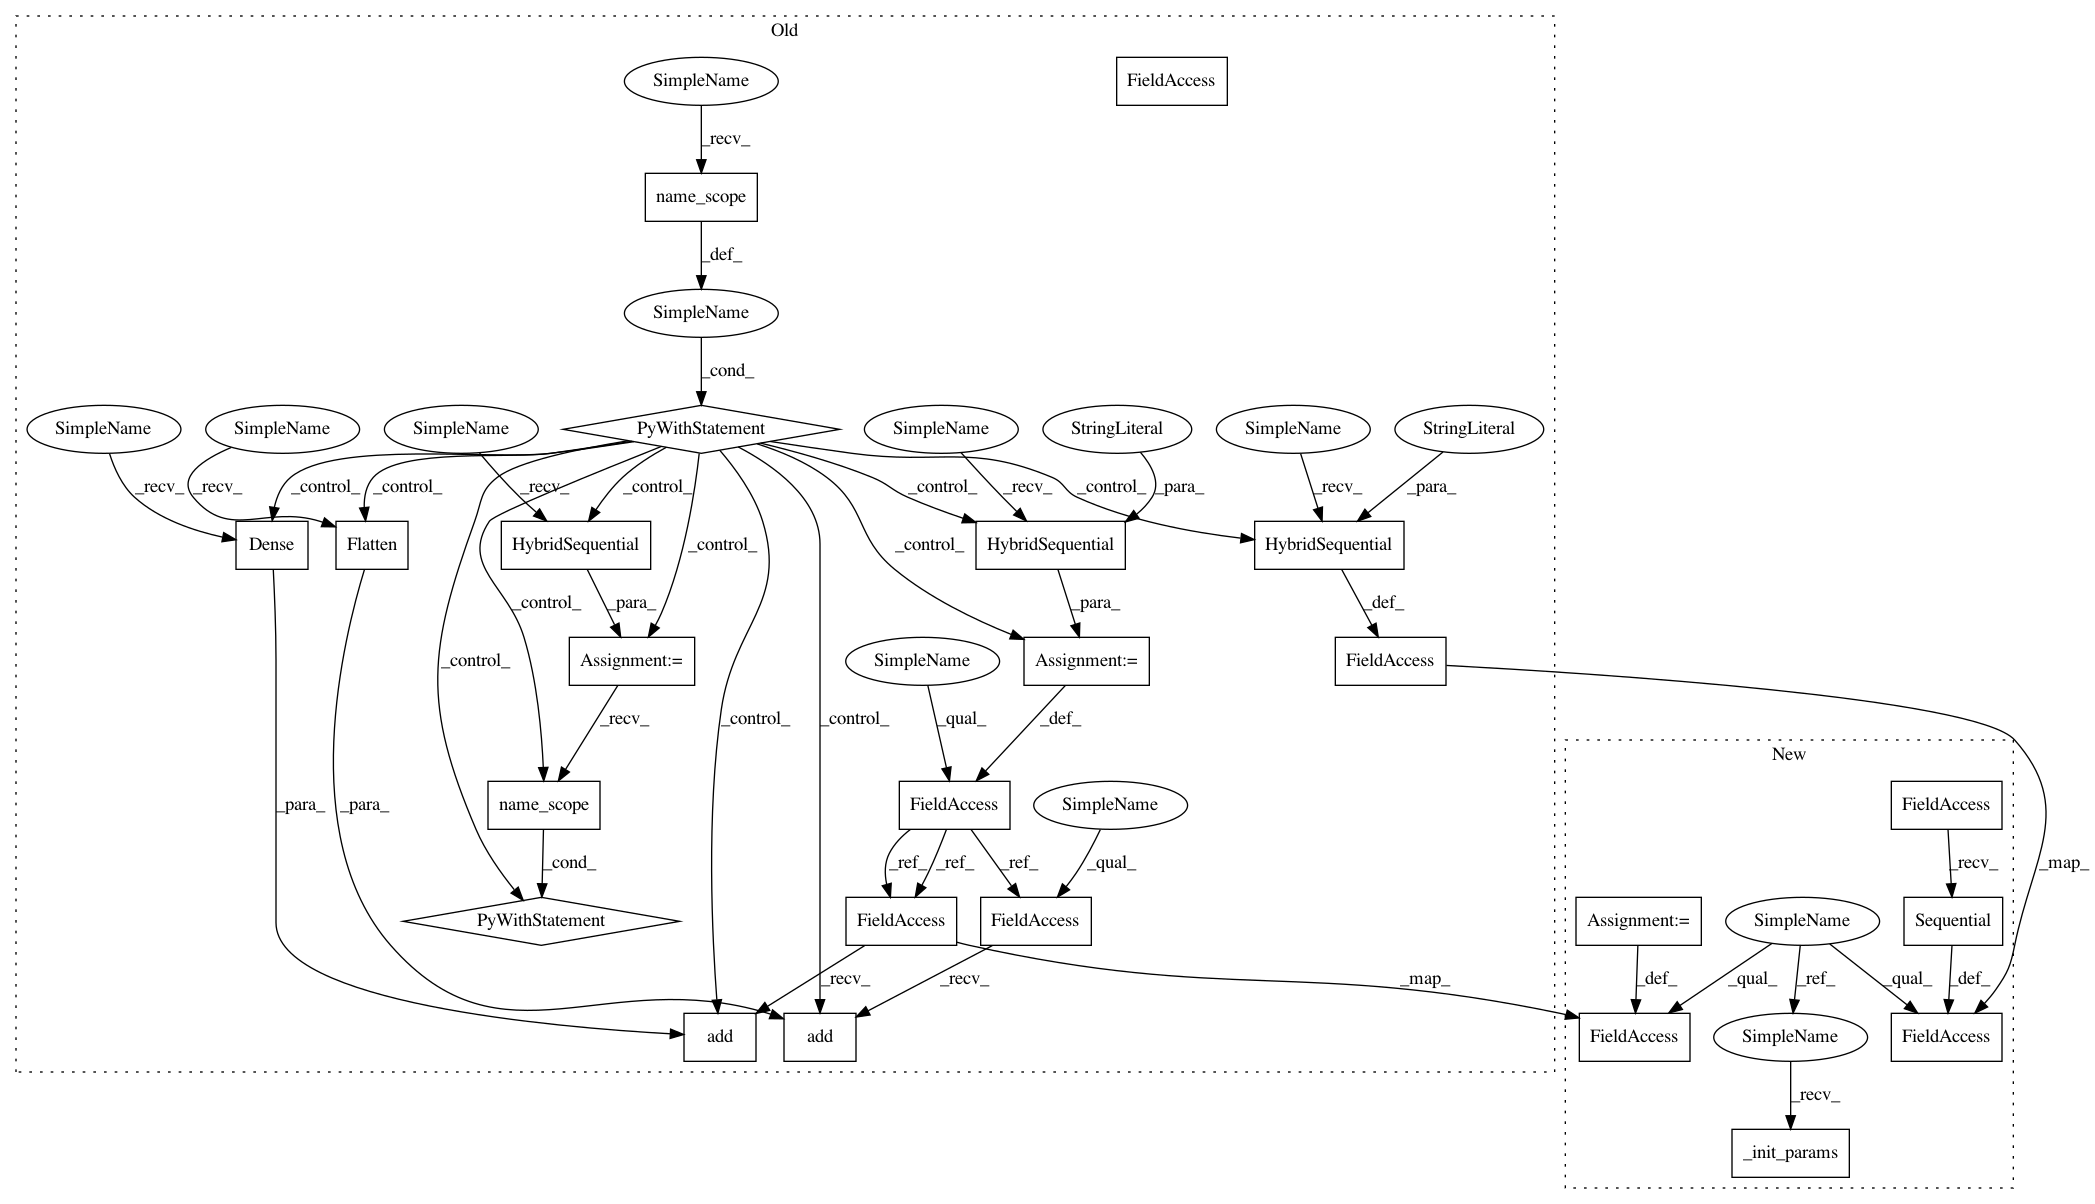 Old
SimpleName
FieldAccess
_recv_
name_scope
_def_
SimpleName
_cond_
SimpleName
SimpleName
SimpleName
PyWithStatement
SimpleName
StringLiteral
SimpleName
StringLiteral
_recv_
_recv_
_control_
_control_
_recv_
_control_
_control_
_recv_
_para_
_control_
_recv_
_para_
Dense
Flatten
HybridSequential
_control_
_control_
HybridSequential
HybridSequential
_control_
_para_
_para_
_def_
_control_
Assignment:=
SimpleName
Assignment:=
FieldAccess
_recv_
_control_
_control_
_qual_
_def_
New
_para_
_para_
name_scope
FieldAccess
SimpleName
FieldAccess
_cond_
_ref_
_ref_
_ref_
_qual_
_recv_
_map_
PyWithStatement
FieldAccess
FieldAccess
Assignment:=
SimpleName
Sequential
_recv_
_recv_
_map_
_def_
_qual_
_ref_
_qual_
_def_
add
add
FieldAccess
SimpleName
FieldAccess
_recv_
_init_params